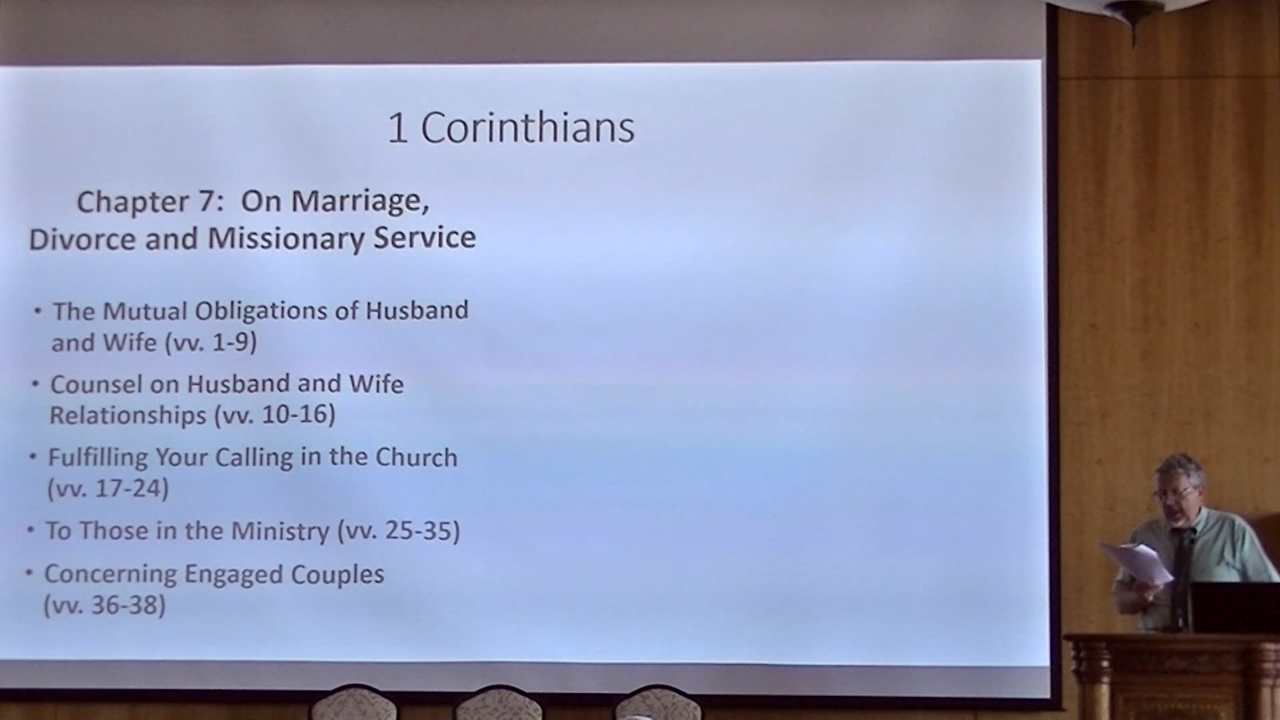 1 Corinthians
Chapter 7: On Marriage,
Divorce and Missionary Service
• The Mutual Obligations of Husband
and Wife (vv. 1-9)
• Counsel on Husband and Wife
Relationships (vv. 10-16)
• Fulfilling Your Calling in the Church
(vv. 17-24)
• To Those in the Ministry (vv. 25-35)
• Concerning Engaged Couples
(vv. 36-38)